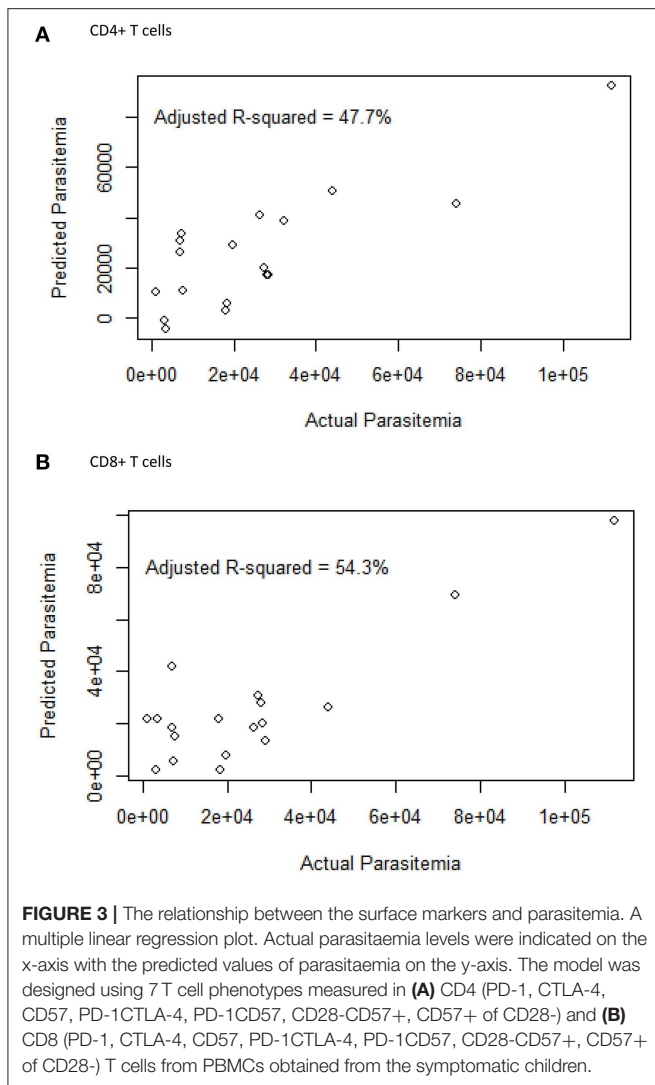 A CD4+ T cells
Adjusted R-squared = 47.7%
Predicted Parasitemia
60000
20000
0
0e+00 2e+04 4e+04 6e+04 8e+04 1e+05
Actual Parasitemia
B CD8+ T cells
Adjusted R-squared = 54.3%
Predicted Parasitemia
8e+04
4e+04
0e+00
0e+00 2e+04 4e+04 6e+04 8e+04 1e+05
Actual Parasitemia
FIGURE 3 | The relationship between the surface markers and parasitemia. A
multiple linear regression plot. Actual parasitaemia levels were indicated on the
x-axis with the predicted values of parasitaemia on the y-axis. The model was
designed using 7 T cell phenotypes measured in (A) CD4 (PD-1, CTLA-4,
CD57, PD-1CTLA-4, PD-1CD57, CD28-CD57+, CD57+ of CD28-) and (B)
CD8 (PD-1, CTLA-4, CD57, PD-1CTLA-4, PD-1CD57, CD28-CD57+, CD57+
of CD28-) T cells from PBMCs obtained from the symptomatic children.